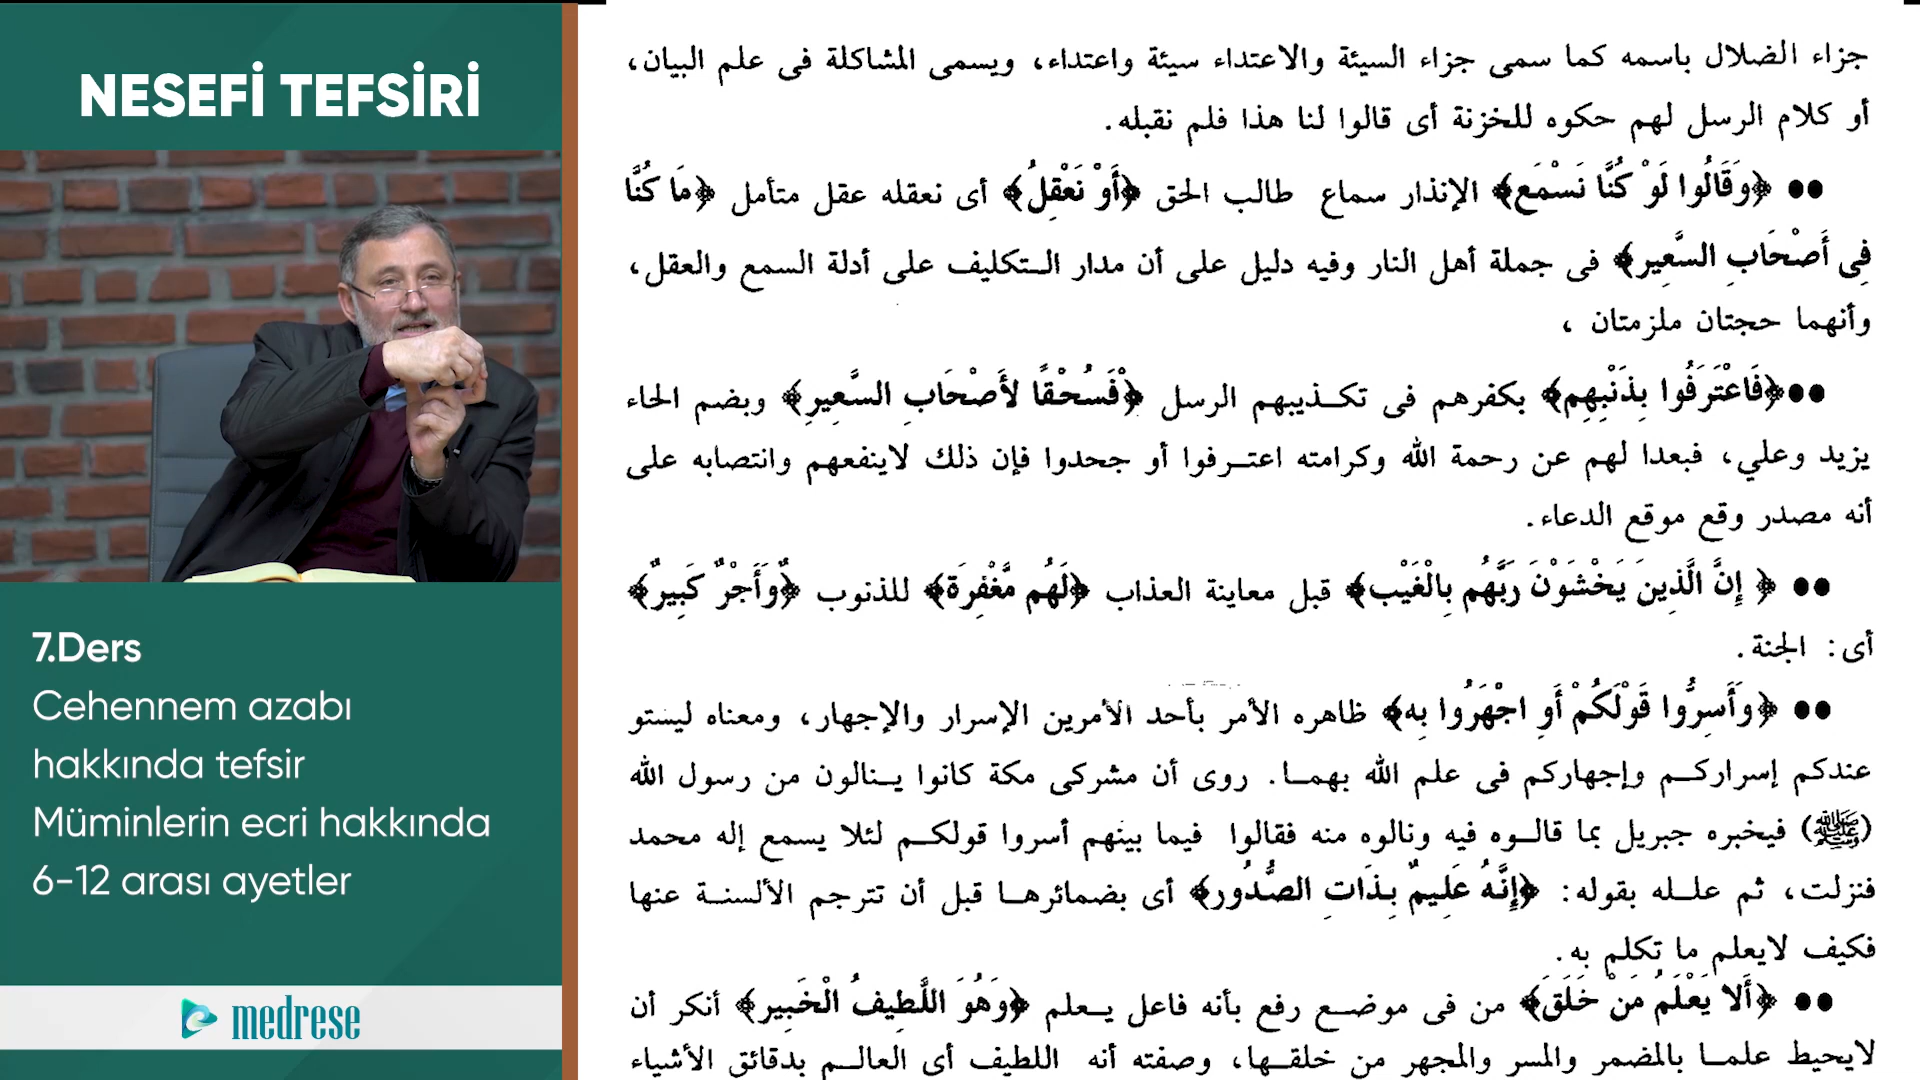 NESEFİ TEFSİRİ
7.Ders
Cehennem azabı
hakkında tefsir
Müminlerin ecri hakkında
6-12 arası ayetler
medrese
جزاء الضلال باسمه كما سمى جزاء السيئة والاعتداء سيئة واعتداء، ويسمى المشاكلة فى علم البيان،
أو كلام الرسل لهم حكوه للخزنة أى قالوا لنا هذا فلم نقبله.
●● ﴿وَقَالُوا لَوْ كُنَّا نَسْمَع﴾ الإنذار سماع طالب الحق ﴿أَوْ نَعْقِلُ﴾ أى نعقله عقل متأمل ﴿مَا كُنَّا
فِي أَصْحَابِ السَّعِير﴾ فى جملة أهل النار وفيه دليل على أن مدار التكليف على أدلة السمع والعقل،
وأنهما حجتان ملزمتان ،
●●﴿فَاعْتَرَفُوا بِذَنْبِهِم﴾ بكفرهم فى تكذيبهم الرسل ﴿فَسُحْقًا لأَصْحَابِ السَّعِيرِ﴾ وبضم الحاء
يزيد وعلي، فبعدا لهم عن رحمة الله وكرامته اعترفوا أو جحدوا فإن ذلك لاينفعهم وانتصابه على
أنه مصدر وقع موقع الدعاء.
●● ﴿ إِنَّ الَّذِينَ يَخْشَوْنَ رَبَّهُم بِالْغَيْب﴾ قبل معاينة العذاب ﴿لَهُم مَّغْفِرَة﴾ للذنوب ﴿وَأَجْرٌ كَبِيرٌ﴾
أى: الجنة.
●● ﴿وَأَسِرُّوا قَوْلَكُمْ أَوِ اجْهَرُوا بِه﴾ ظاهره الأمر بأحد الأمرين الإسرار والإجهار، ومعناه ليستو
عندكم إسراركم وإجهاركم فى علم الله بهما. روى أن مشركى مكة كانوا ينالون من رسول الله
(ﷺ) فيخبره جبريل بما قالوه فيه ونالوه منه فقالوا فيما بينهم أسروا قولكم لئلا يسمع إله محمد
فنزلت، ثم علله بقوله: ﴿إِنَّهُ عَلِيمٌ بِذَاتِ الصُّدُور﴾ أى بضمائرها قبل أن تترجم الألسنة عنها
فكيف لايعلم ما تكلم به.
●● ﴿أَلا يَعْلَمُ مَنْ خَلَقَ﴾ من فى موضع رفع بأنه فاعل يعلم ﴿وَهُوَ اللَّطِيفُ الْخَبِير﴾ أنكر أن
لايحيط علما بالمضمر والمسر والمجهر من خلقها، وصفته أنه اللطيف أى العالم بدقائق الأشياء